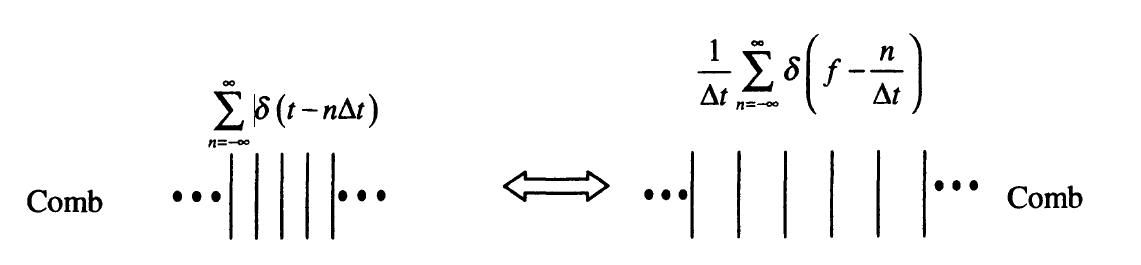 1/Δt ∑_{n=-∞}^{∞} δ(f − n/Δt)
∑_{n=-∞}^{∞} δ(t − nΔt)
Comb ••• ••• ••• ••• Comb